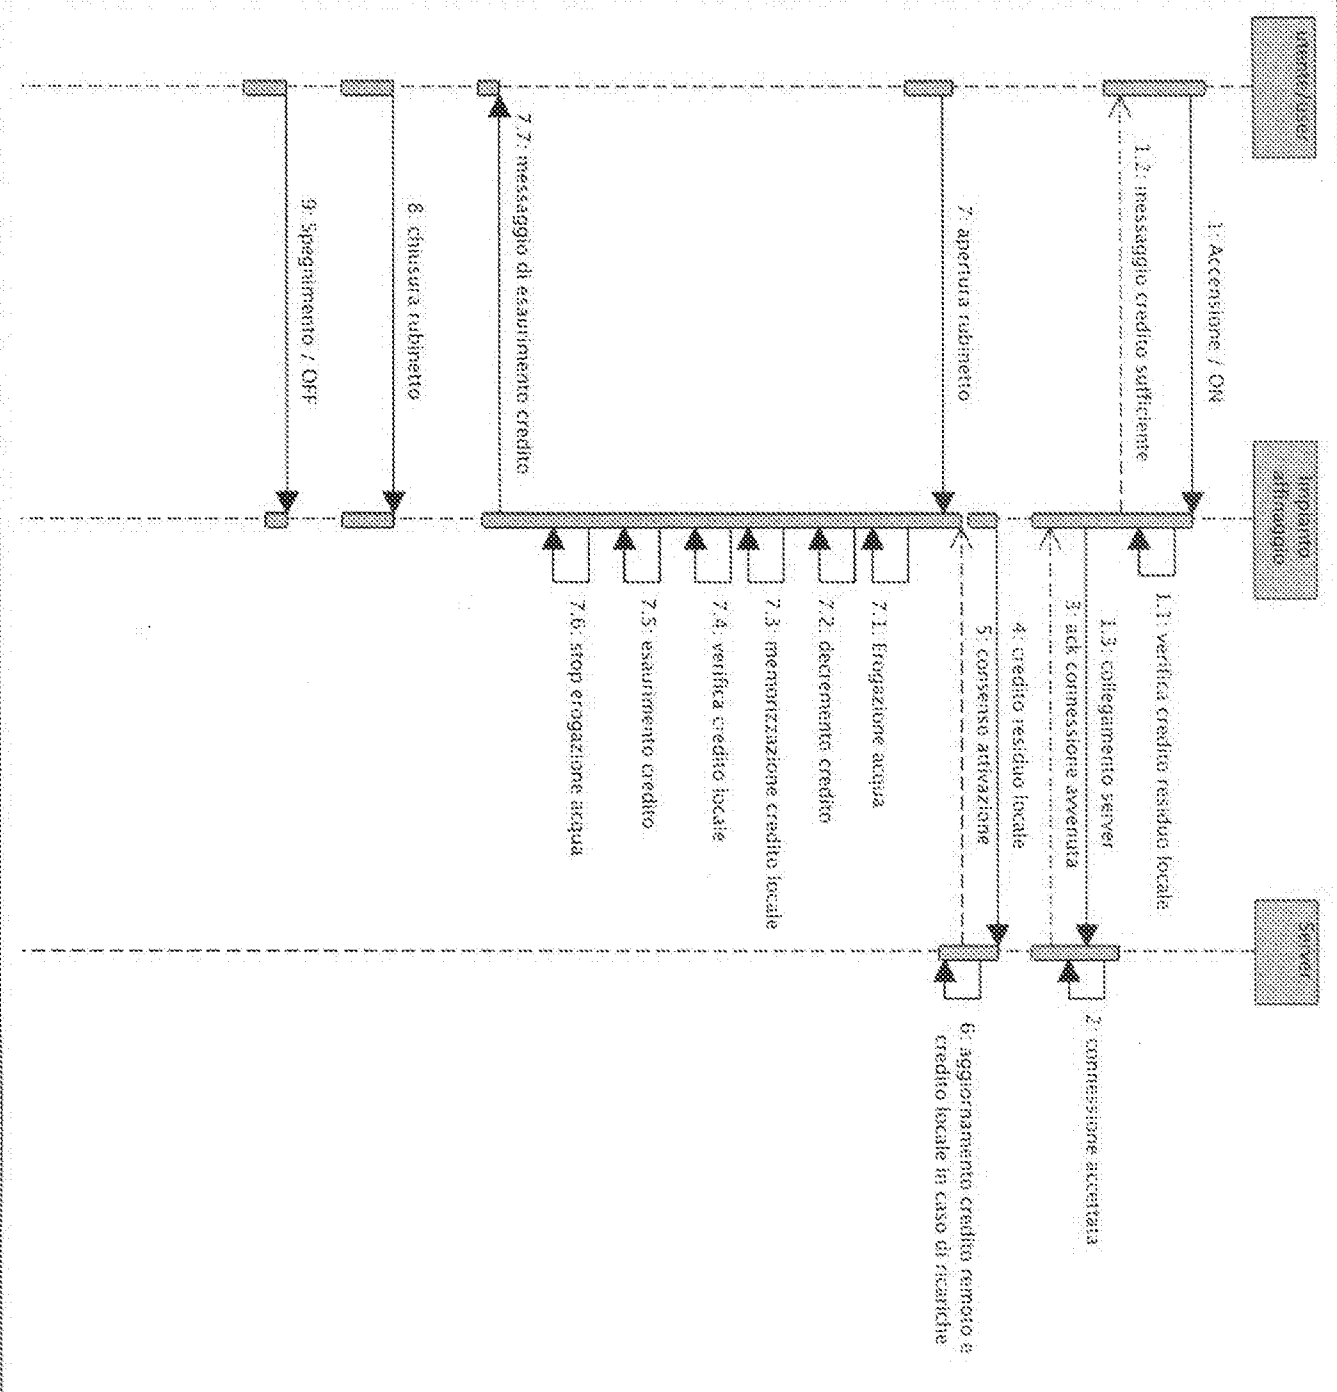 Impianto
affinaggio
Server
1: Accensione / ON
1.1: verifica credito residuo locale
1.2: messaggio credito sufficiente
1.3: collegamento server
2: connessione accettata
3: ack connessione avvenuta
4: credito residuo locale
5: consenso attivazione
6: aggiornamento credito remoto e
credito locale in caso di ricariche
7: apertura rubinetto
7.1: Erogazione acqua
7.2: decremento credito
7.3: memorizzazione credito locale
7.4: verifica credito locale
7.5: esaurimento credito
7.6: stop erogazione acqua
7.7: messaggio di esaurimento credito
8: chiusura rubinetto
9: Spegnimento / OFF